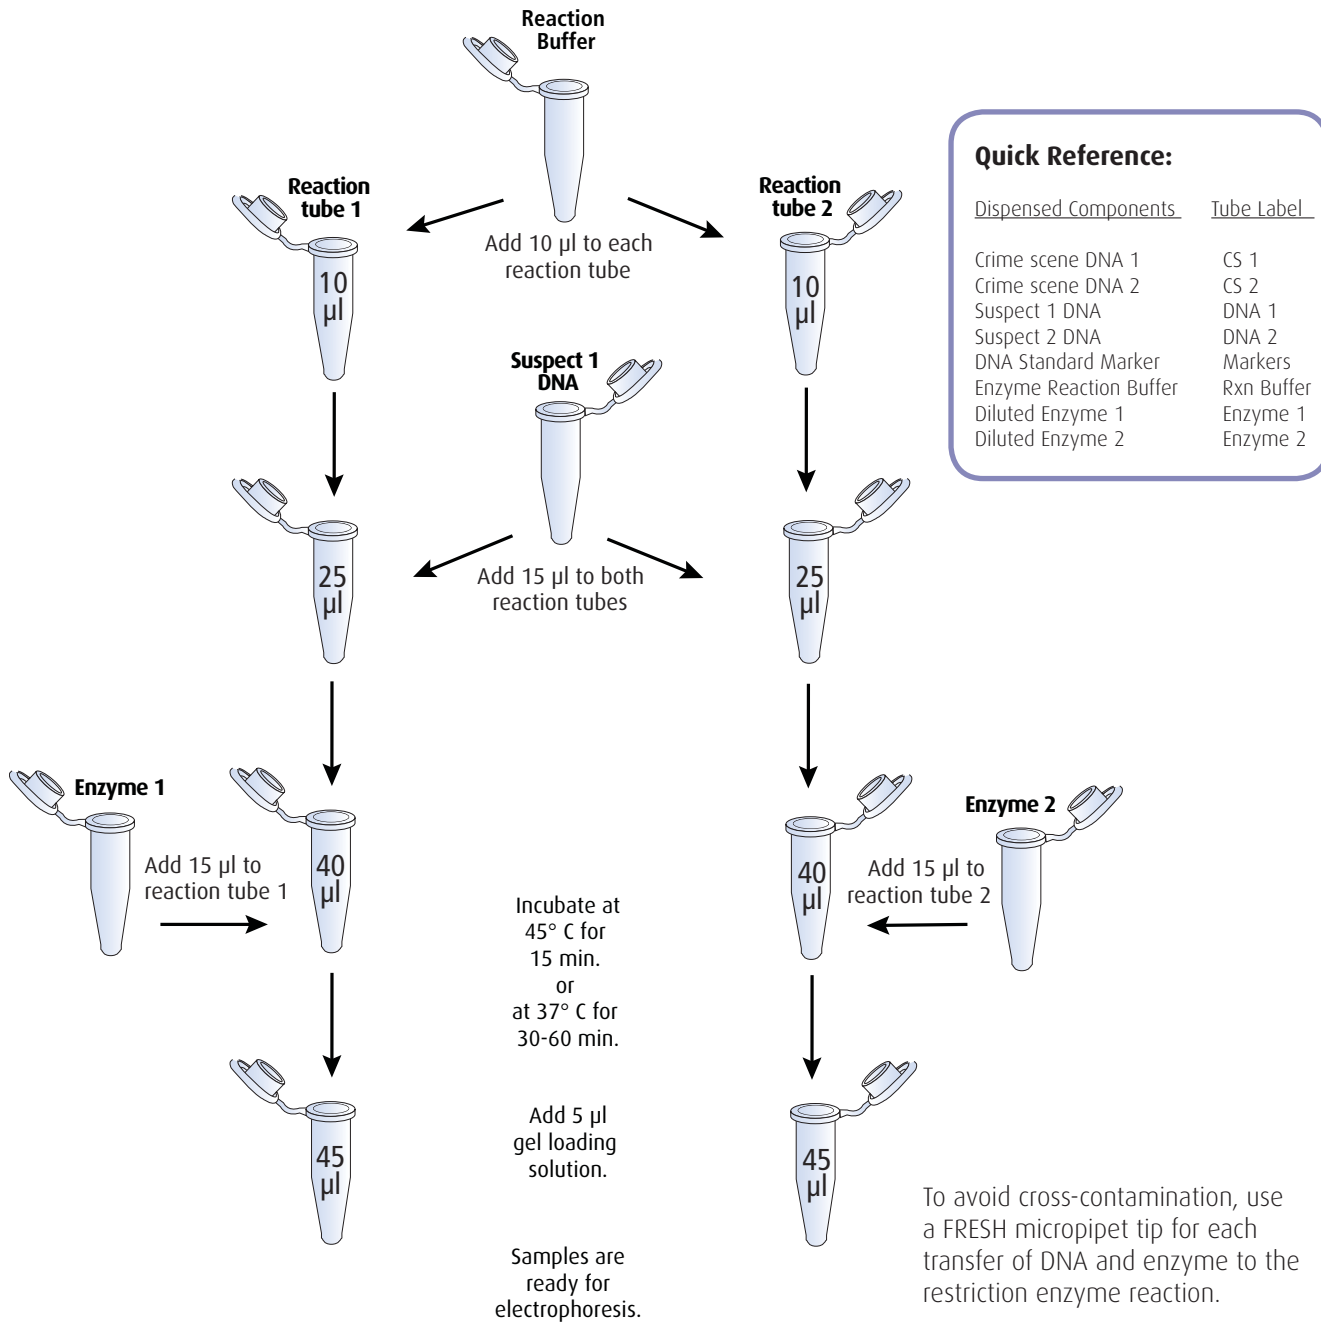 Reaction
Buffer
Reaction
tube 1
Reaction
tube 2
Add 10 µl to each
reaction tube
10
µl
10
µl
Quick Reference:
Dispensed Components Tube Label
Crime scene DNA 1 CS 1
Crime scene DNA 2 CS 2
Suspect 1 DNA DNA 1
Suspect 2 DNA DNA 2
DNA Standard Marker Markers
Enzyme Reaction Buffer Rxn Buffer
Diluted Enzyme 1 Enzyme 1
Diluted Enzyme 2 Enzyme 2
Suspect 1
DNA
Add 15 µl to both
reaction tubes
25
µl
25
µl
Enzyme 1
Add 15 µl to
reaction tube 1
40
µl
Enzyme 2
Add 15 µl to
reaction tube 2
40
µl
Incubate at
45° C for
15 min.
or
at 37° C for
30-60 min.
Add 5 µl
gel loading
solution.
45
µl
45
µl
Samples are
ready for
electrophoresis.
To avoid cross-contamination, use
a FRESH micropipet tip for each
transfer of DNA and enzyme to the
restriction enzyme reaction.